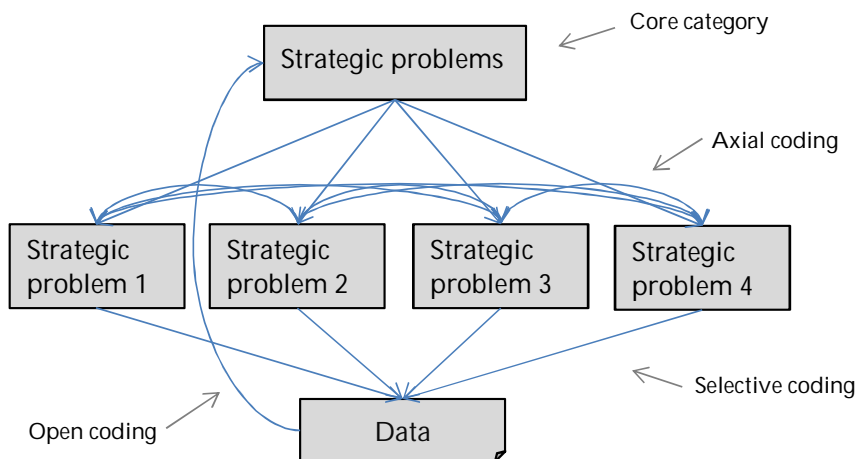 Core category
Strategic problems
Axial coding
Strategic
problem 1
Strategic
problem 2
Strategic
problem 3
Strategic
problem 4
Selective coding
Open coding
Data